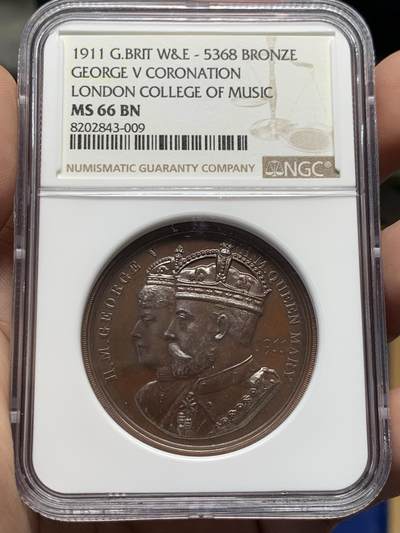 1911 G.BRIT W&E - 5368 BRONZE
GEORGE V CORONATION
LONDON COLLEGE OF MUSIC
MS 66 BN
8202843-009
NUMISMATIC GUARANTY COMPANY
NGC®
H.M. GEORGE V
QUEEN MARY